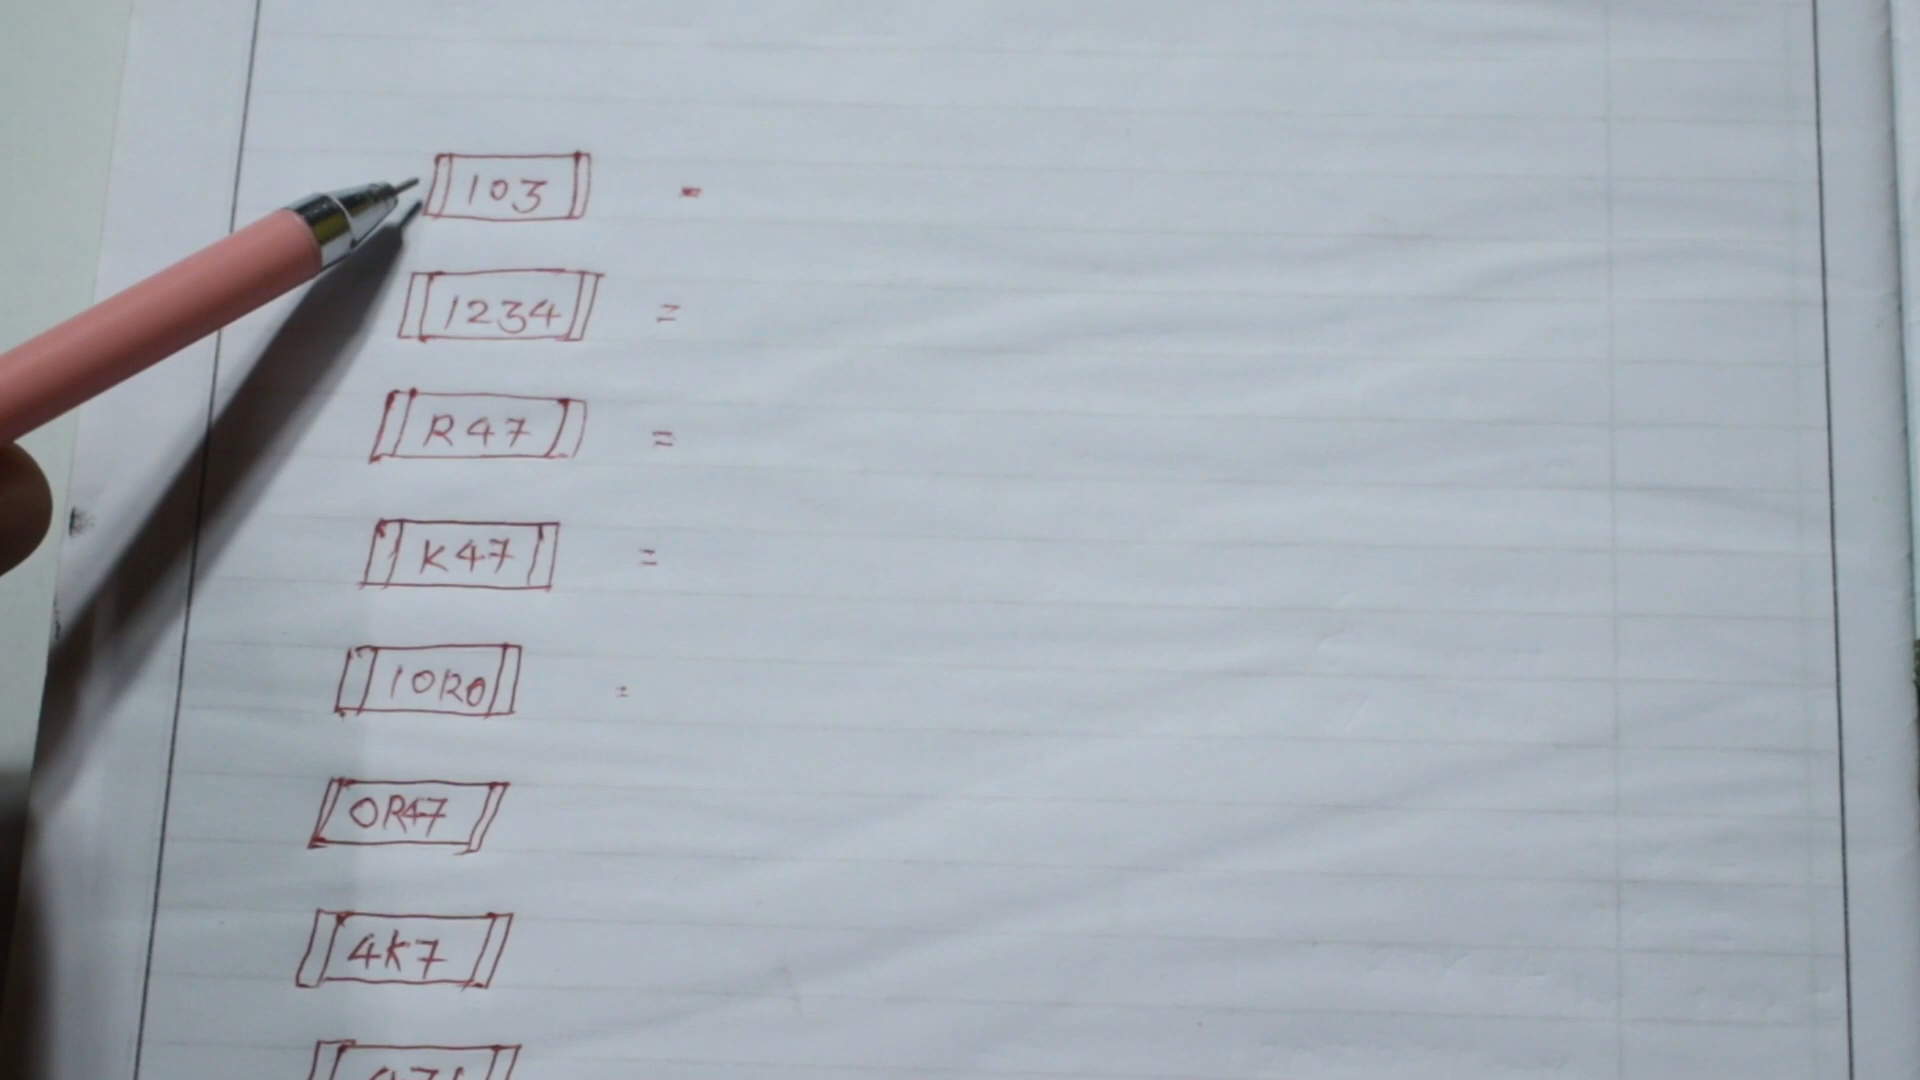 103 =
1234 =
R47 =
K47 =
10R0 =
0R47
4K7